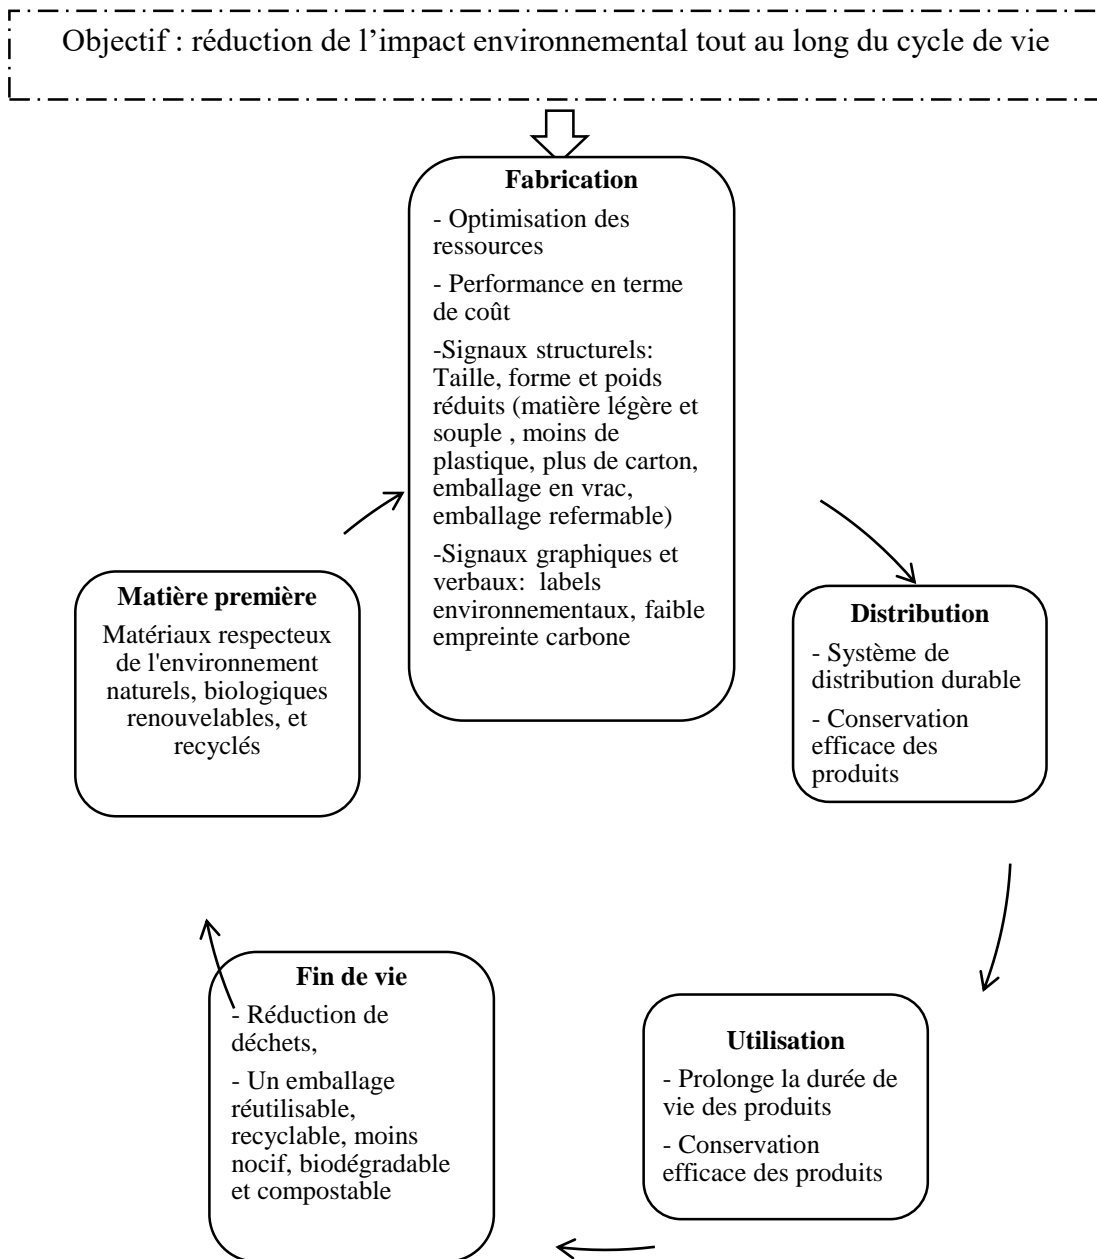 Objectif : réduction de l’impact environnemental tout au long du cycle de vie
Fabrication
- Optimisation des
ressources
- Performance en terme
de coût
-Signaux structurels:
Taille, forme et poids
réduits (matière légère et
souple , moins de
plastique, plus de carton,
emballage en vrac,
emballage refermable)
-Signaux graphiques et
verbaux:  labels
environnementaux, faible
empreinte carbone
Matière première
Matériaux respecteux
de l'environnement
naturels, biologiques
renouvelables, et
recyclés
Distribution
- Système de
distribution durable
- Conservation
efficace des
produits
Fin de vie
- Réduction de
déchets,
- Un emballage
réutilisable,
recyclable, moins
nocif, biodégradable
et compostable
Utilisation
- Prolonge la durée de
vie des produits
- Conservation
efficace des produits